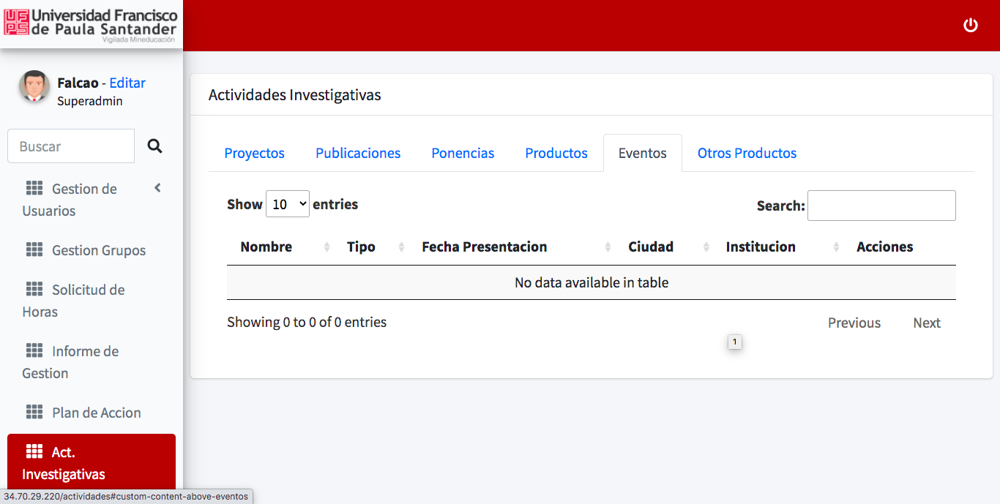 UF
PS
Universidad Francisco
de Paula Santander
Vigilada Mineducación
Falcao - Editar
Superadmin
Buscar
Gestion de
Usuarios
Gestion Grupos
Solicitud de
Horas
Informe de
Gestion
Plan de Accion
Act.
Investigativas
Actividades Investigativas
Proyectos Publicaciones Ponencias Productos Eventos Otros Productos
Show 10 entries Search:
Nombre Tipo Fecha Presentacion Ciudad Institucion Acciones
No data available in table
Showing 0 to 0 of 0 entries Previous Next
1
34.70.29.220/actividades#custom-content-above-eventos